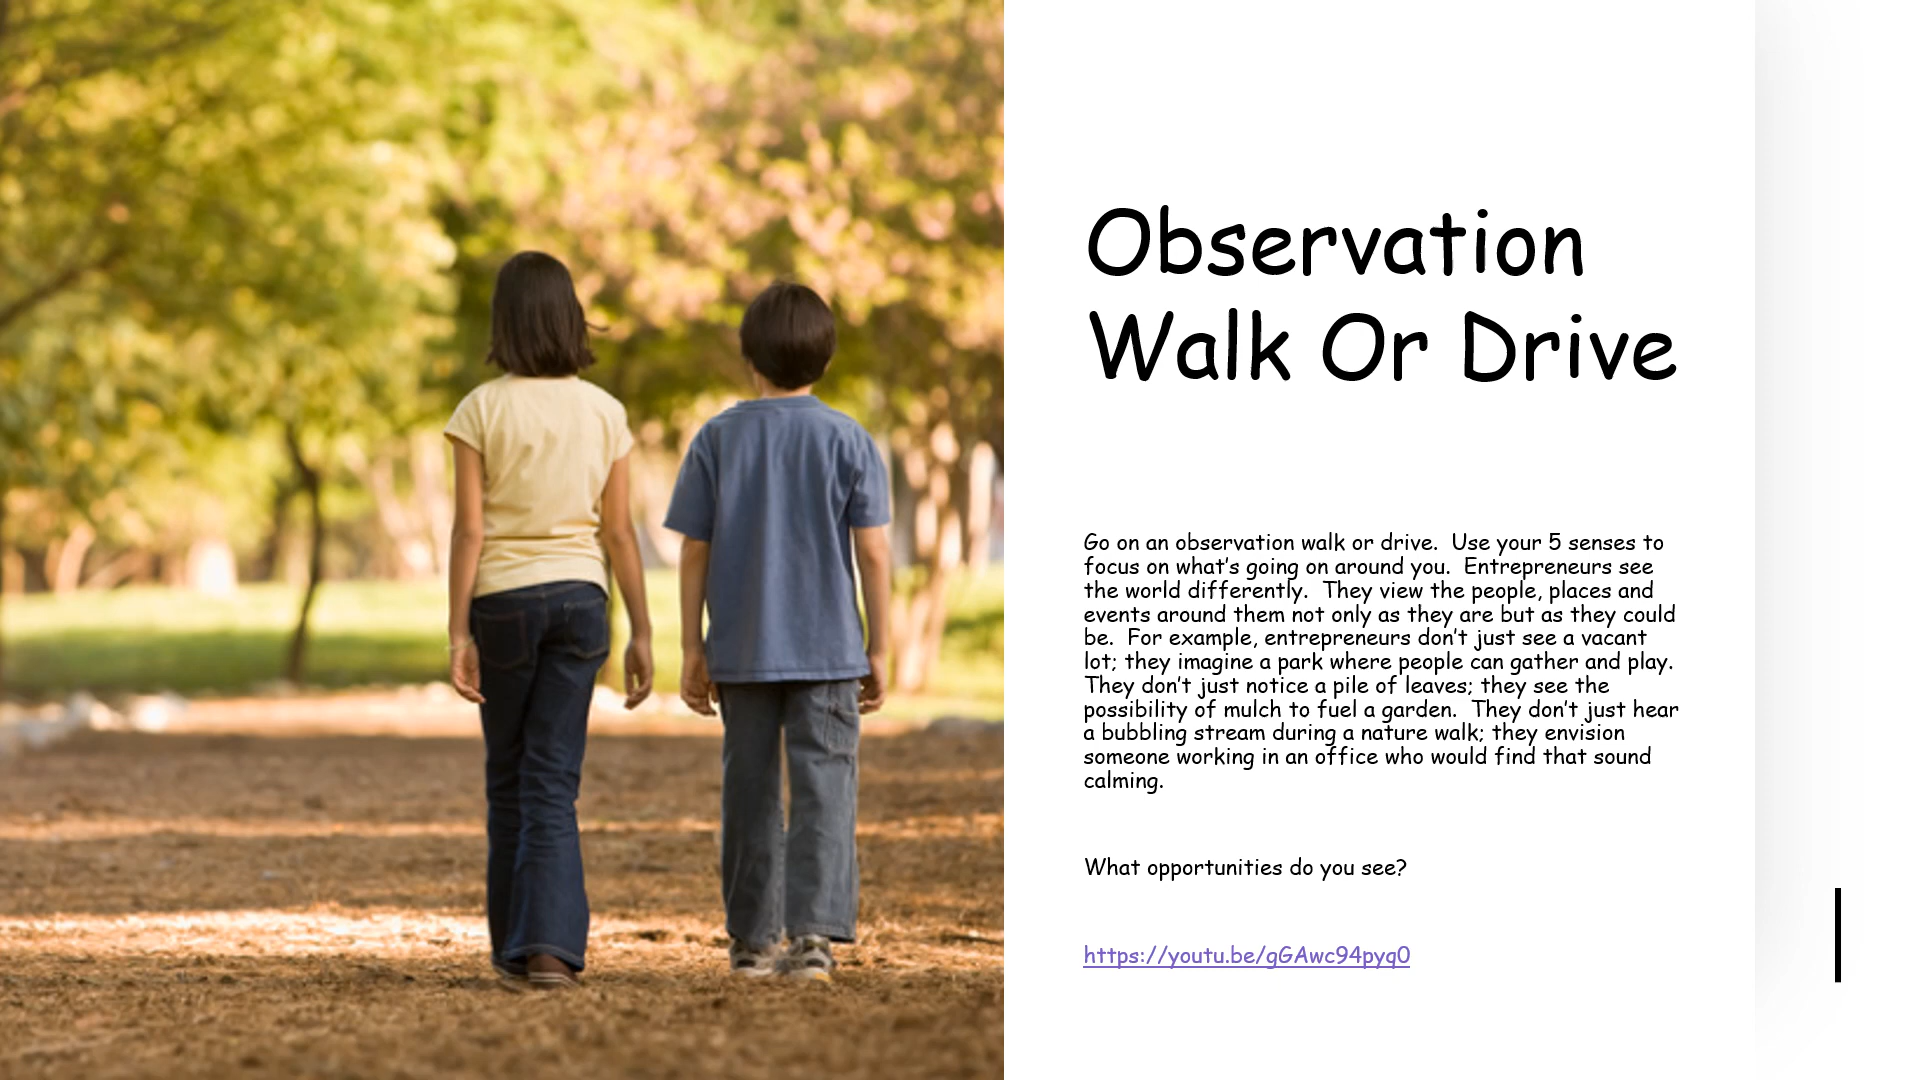 Observation
Walk Or Drive
Go on an observation walk or drive.  Use your 5 senses to
focus on what’s going on around you.  Entrepreneurs see
the world differently.  They view the people, places and
events around them not only as they are but as they could
be.  For example, entrepreneurs don’t just see a vacant
lot; they imagine a park where people can gather and play.
They don’t just notice a pile of leaves; they see the
possibility of mulch to fuel a garden.  They don’t just hear
a bubbling stream during a nature walk; they envision
someone working in an office who would find that sound
calming.
What opportunities do you see?
https://youtu.be/gGAwc94pyq0